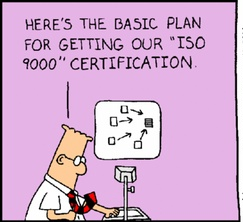 HERE'S THE BASIC PLAN
FOR GETTING OUR "ISO
9000" CERTIFICATION.